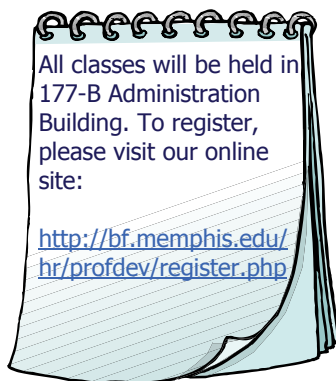 All classes will be held in
177-B Administration
Building. To register,
please visit our online
site:
http://bf.memphis.edu/
hr/profdev/register.php